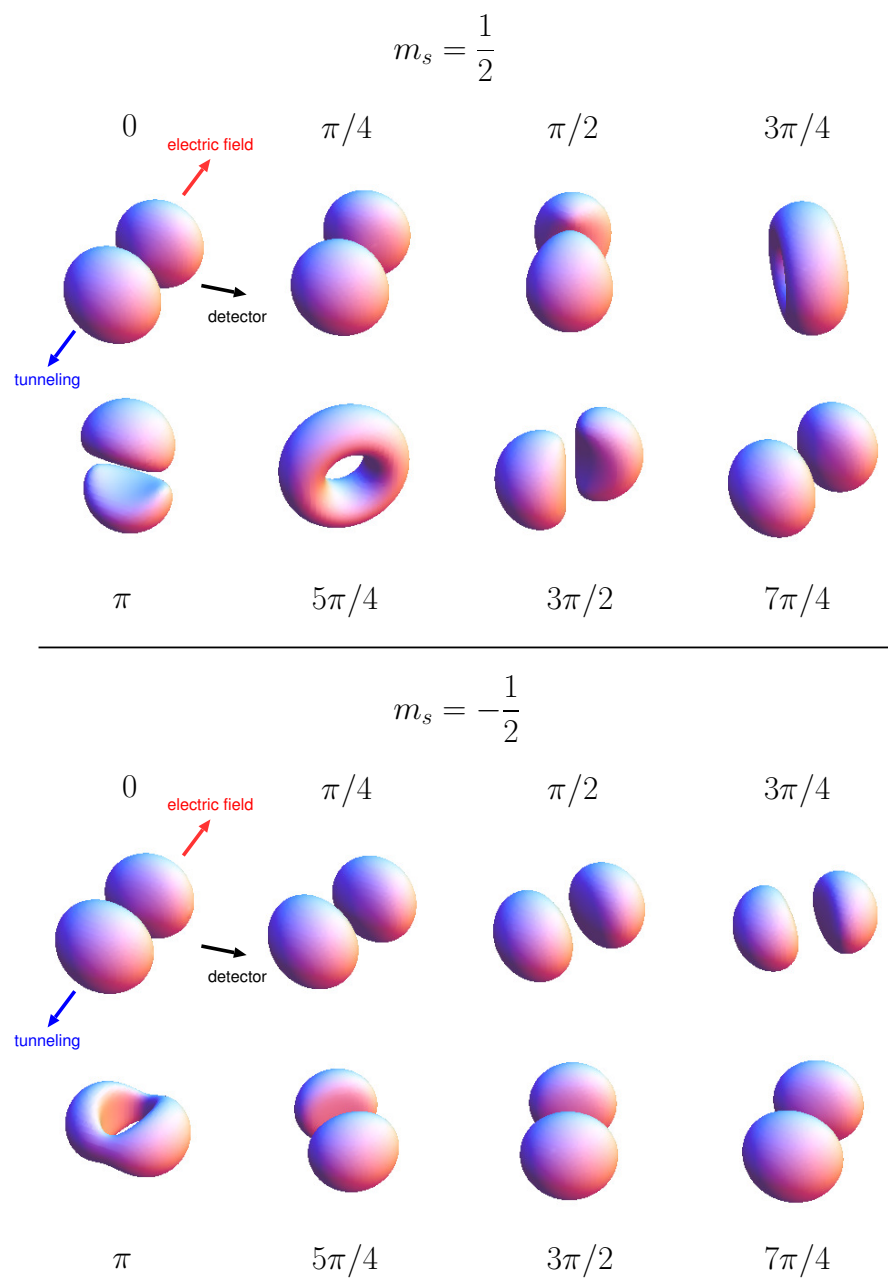 m_s = 1/2
0 π/4 π/2 3π/4
electric field
detector
tunneling
π 5π/4 3π/2 7π/4
m_s = -1/2
0 π/4 π/2 3π/4
electric field
detector
tunneling
π 5π/4 3π/2 7π/4